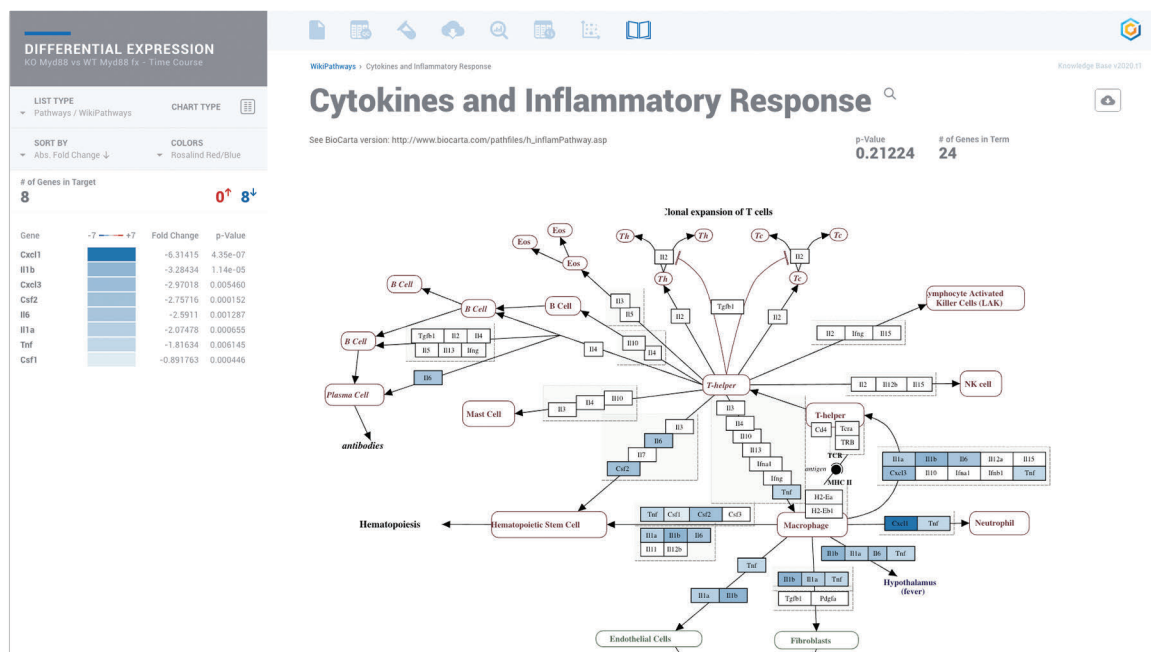 DIFFERENTIAL EXPRESSION
KO Myd88 vs WT Myd88 fx - Time Course
LIST TYPE
Pathways / WikiPathways
CHART TYPE
SORT BY
Abs. Fold Change ↓
COLORS
Rosalind Red/Blue
# of Genes in Target
8
0↑ 8↓
Gene -7 +7 Fold Change p-Value
Cxcl1 -6.31415 4.35e-07
Il1b -3.28434 1.14e-05
Cxcl3 -2.97018 0.005460
Csf2 -2.75716 0.000152
Il6 -2.5911 0.001287
Il1a -2.07478 0.000655
Tnf -1.81634 0.006145
Csf1 -0.891763 0.000446
WikiPathways › Cytokines and Inflammatory Response
Knowledge Base v2020.t1
Cytokines and Inflammatory Response
See BioCarta version: http://www.biocarta.com/pathfiles/h_inflamPathway.asp
p-Value
0.21224
# of Genes in Term
24
lonal expansion of T cells
Eos
Eos
Eos
Th
Th
Tc
Tc
Il2
Il2
Th
Tc
B Cell
B Cell
B Cell
B Cell
Il3
Il5
Tgfb1
Il2
Il2
ymphocyte Activated
Killer Cells (LAK)
Tgfb1 Il2 Il4
Il5 Il13 Ifng
Il4
Il10
Il4
Il2 Ifng Il15
Il6
Plasma Cell
antibodies
T-helper
Il2 Il12b Il15
NK cell
Mast Cell
Il3
Il4
Il10
Il3
Il6
Il7
Csf2
Il3
Il4
Il10
Il13
Ifna1
Ifng
Tnf
T-helper
Cd4
Tcra
TRB
TCR
antigen
MHC II
H2-Ea
H2-Eb1
Il1a Il1b Il6 Il12a Il15
Cxcl3 Il10 Ifna1 Ifnb1 Tnf
Hematopoiesis
Hematopoietic Stem Cell
Tnf Csf1 Csf2 Csf3
Il1a Il1b Il6
Il11 Il12b
Macrophage
Cxcl1 Tnf
Neutrophil
Il1b Il1a Il6 Tnf
Hypothalamus
(fever)
Tnf
Il1a Il1b
Il1b Il1a Tnf
Tgfb1 Pdgfa
Endothelial Cells
Fibroblasts